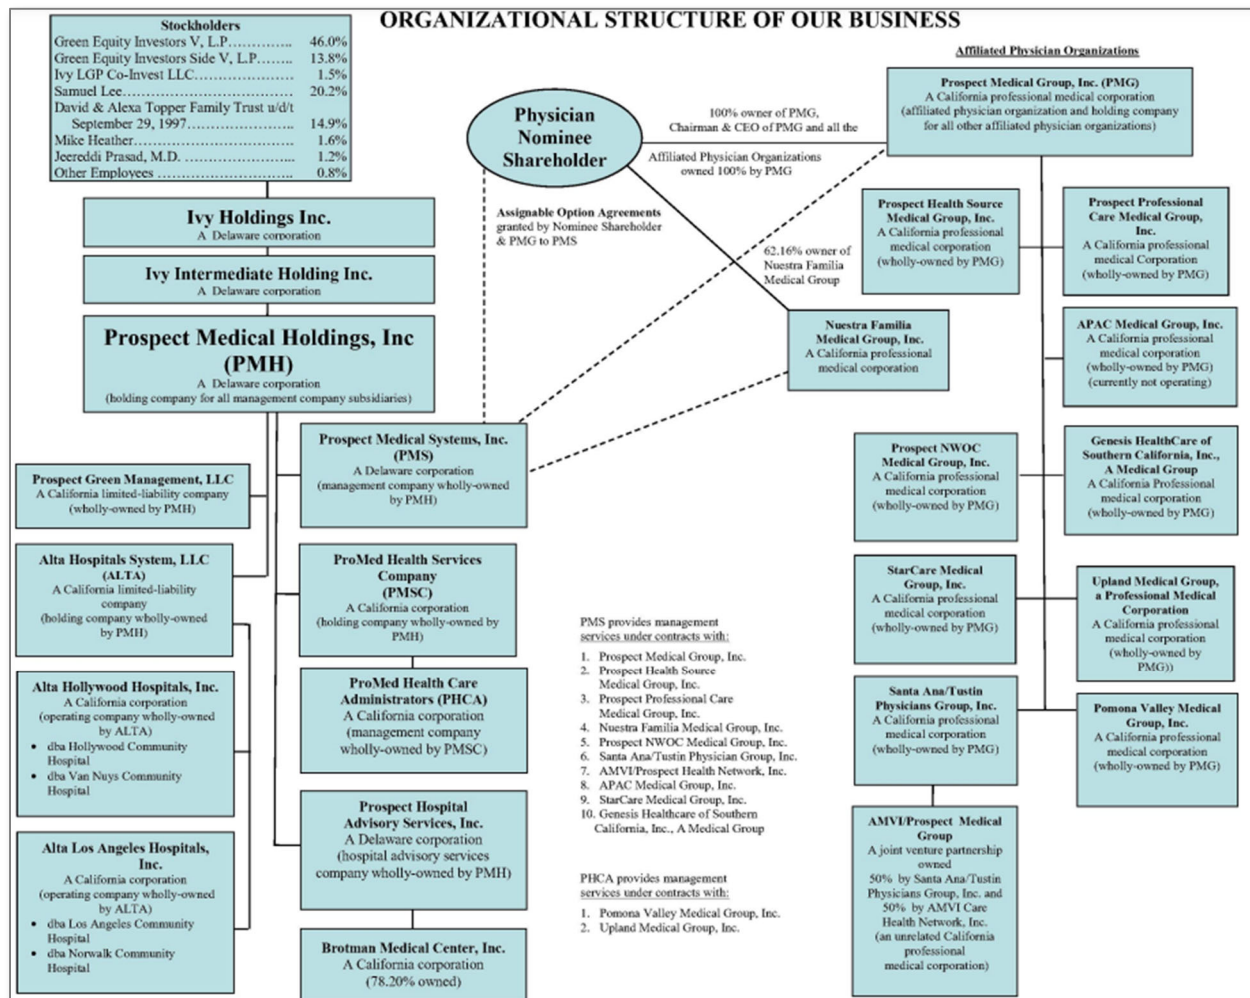 ORGANIZATIONAL STRUCTURE OF OUR BUSINESS
Stockholders
Green Equity Investors V, L.P………….. 46.0%
Green Equity Investors Side V, L.P…….. 13.8%
Ivy LGP Co-Invest LLC………………… 1.5%
Samuel Lee……………………………. 20.2%
David & Alexa Topper Family Trust u/d/t
September 29, 1997…………………….. 14.9%
Mike Heather…………………………... 1.6%
Jeereddi Prasad, M.D. ………………….... 1.2%
Other Employees …………………….. 0.8%
Ivy Holdings Inc.
A Delaware corporation
Ivy Intermediate Holding Inc.
A Delaware corporation
Prospect Medical Holdings, Inc
(PMH)
A Delaware corporation
(holding company for all management company subsidiaries)
Prospect Green Management, LLC
A California limited-liability company
(wholly-owned by PMH)
Alta Hospitals System, LLC
(ALTA)
A California limited-liability
company
(holding company wholly-owned
by PMH)
Alta Hollywood Hospitals, Inc.
A California corporation
(operating company wholly-owned
by ALTA)
• dba Hollywood Community
Hospital
• dba Van Nuys Community
Hospital
Alta Los Angeles Hospitals,
Inc.
A California corporation
(operating company wholly-owned
by ALTA)
• dba Los Angeles Community
Hospital
• dba Norwalk Community
Hospital
Prospect Medical Systems, Inc.
(PMS)
A Delaware corporation
(management company wholly-owned
by PMH)
ProMed Health Services
Company
(PMSC)
A California corporation
(holding company wholly-owned by
PMH)
ProMed Health Care
Administrators (PHCA)
A California corporation
(management company
wholly-owned by PMSC)
Prospect Hospital
Advisory Services, Inc.
A Delaware corporation
(hospital advisory services
company wholly-owned by PMH)
Brotman Medical Center, Inc.
A California corporation
(78.20% owned)
Physician
Nominee
Shareholder
100% owner of PMG,
Chairman & CEO of PMG and all the
Affiliated Physician Organizations
owned 100% by PMG
Assignable Option Agreements
granted by Nominee Shareholder
& PMG to PMS
62.16% owner of
Nuestra Familia
Medical Group
Nuestra Familia
Medical Group, Inc.
A California professional
medical corporation
PMS provides management
services under contracts with:
1. Prospect Medical Group, Inc.
2. Prospect Health Source
Medical Group, Inc.
3. Prospect Professional Care
Medical Group, Inc.
4. Nuestra Familia Medical Group, Inc.
5. Prospect NWOC Medical Group, Inc.
6. Santa Ana/Tustin Physician Group, Inc.
7. AMVI/Prospect Health Network, Inc.
8. APAC Medical Group, Inc.
9. StarCare Medical Group, Inc.
10. Genesis Healthcare of Southern
California, Inc., A Medical Group
PHCA provides management
services under contracts with:
1. Pomona Valley Medical Group, Inc.
2. Upland Medical Group, Inc.
Affiliated Physician Organizations
Prospect Medical Group, Inc. (PMG)
A California professional medical corporation
(affiliated physician organization and holding company
for all other affiliated physician organizations)
Prospect Health Source
Medical Group, Inc.
A California professional
medical corporation
(wholly-owned by PMG)
Prospect Professional
Care Medical Group,
Inc.
A California professional
medical Corporation
(wholly-owned by PMG)
APAC Medical Group, Inc.
A California professional
medical corporation
(wholly-owned by PMG)
(currently not operating)
Prospect NWOC
Medical Group, Inc.
A California professional
medical corporation
(wholly-owned by PMG)
Genesis HealthCare of
Southern California, Inc.,
A Medical Group
A California Professional
medical corporation
(wholly-owned by PMG)
StarCare Medical
Group, Inc.
A California professional
medical corporation
(wholly-owned by PMG)
Upland Medical Group,
a Professional Medical
Corporation
A California professional
medical corporation
(wholly-owned by
PMG))
Santa Ana/Tustin
Physicians Group, Inc.
A California professional
medical corporation
(wholly-owned by PMG)
Pomona Valley Medical
Group, Inc.
A California professional
medical corporation
(wholly-owned by PMG)
AMVI/Prospect Medical
Group
A joint venture partnership
owned
50% by Santa Ana/Tustin
Physicians Group, Inc. and
50% by AMVI Care
Health Network, Inc.
(an unrelated California
professional
medical corporation)